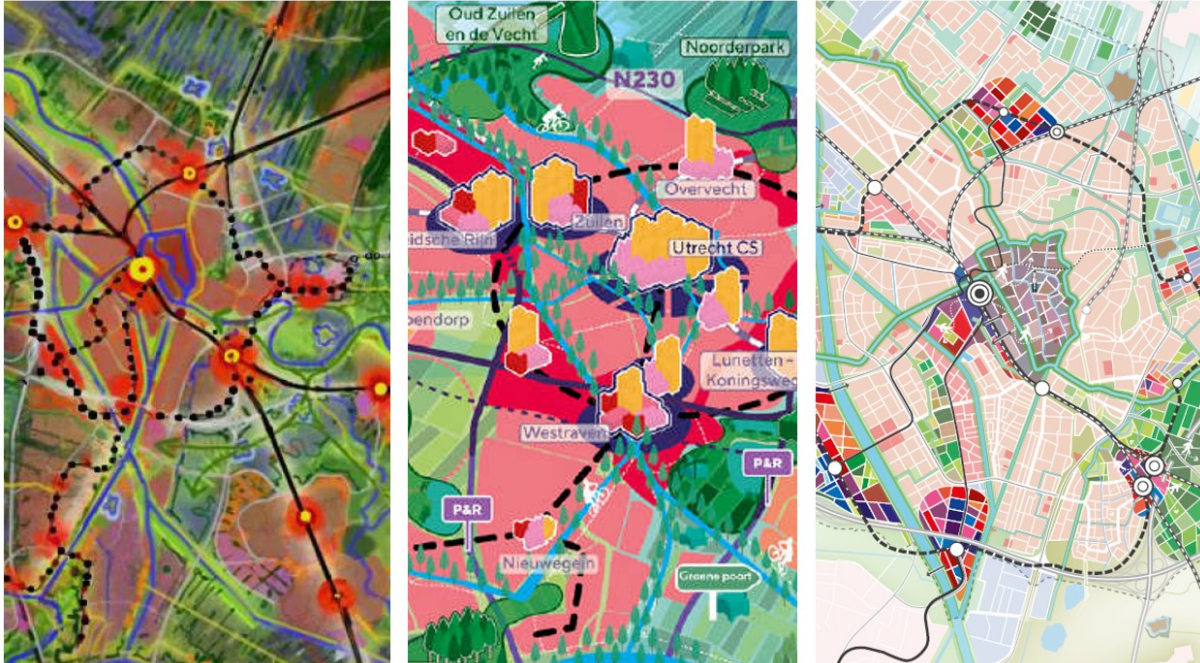 Oud Zuilen
en de Vecht
Noorderpark
N230
Overvecht
Zuilen
idsche Rijn
Utrecht CS
pendorp
Lunetten –
Koningsweg
Westraven
P&R
P&R
Nieuwegein
Groene poort